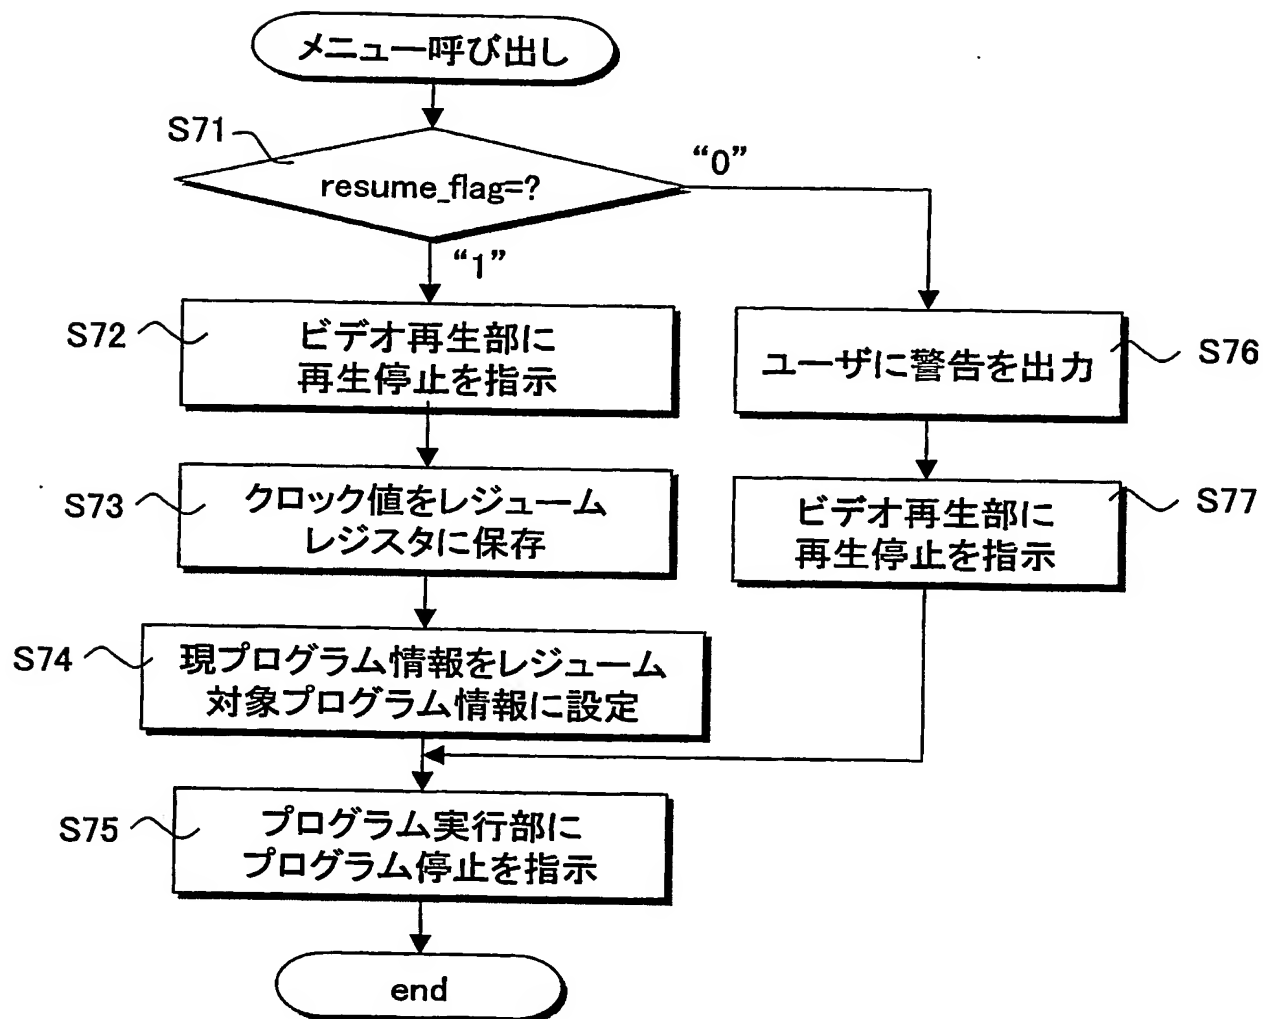 メニュー呼び出し
S71
resume_flag=?
“0”
“1”
S72
ビデオ再生部に
再生停止を指示
S76
ユーザに警告を出力
S73
クロック値をレジューム
レジスタに保存
S77
ビデオ再生部に
再生停止を指示
S74
現プログラム情報をレジューム
対象プログラム情報に設定
S75
プログラム実行部に
プログラム停止を指示
end